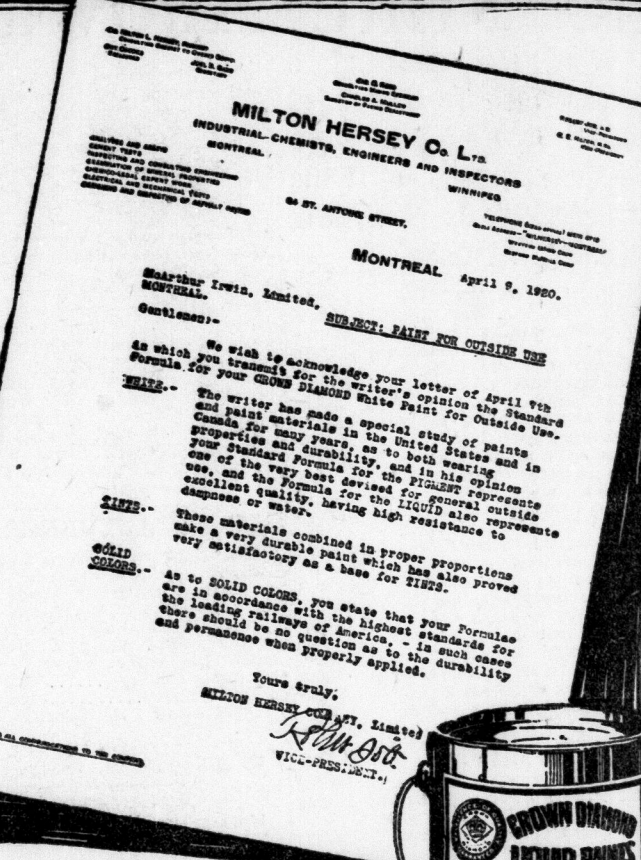 MILTON HERSEY Co. LTD.
INDUSTRIAL CHEMISTS, ENGINEERS AND INSPECTORS
MONTREAL
WINNIPEG
84 ST. ANTOINE STREET,
MONTREAL April 9, 1920.
McArthur Irwin, Limited,
MONTREAL.
SUBJECT: PAINT FOR OUTSIDE USE
Gentlemen:-
We wish to acknowledge your letter of April 7th
in which you transmit for the writer's opinion the Standard
Formula for your CROWN DIAMOND White Paint for Outside Use.
WHITE.- The writer has made a special study of paints
and paint materials in the United States and in
Canada for many years, as to both wearing
properties and durability, and in his opinion
your Standard Formula for the PIGMENT represents
one of the very best devised for general outside
use, and the Formula for the LIQUID also represents
excellent quality, having high resistance to
dampness or water.
TINTS.- These materials combined in proper proportions
make a very durable paint which has also proved
very satisfactory as a base for TINTS.
SOLID
COLORS.- As to SOLID COLORS, you state that your Formulae
are in accordance with the highest standards for
the leading railways of America, - in such cases
there should be no question as to the durability
and permanence when properly applied.
Yours truly,
MILTON HERSEY COMPANY, Limited
VICE-PRESIDENT.
CROWN DIAMOND
LIQUID PAINTS